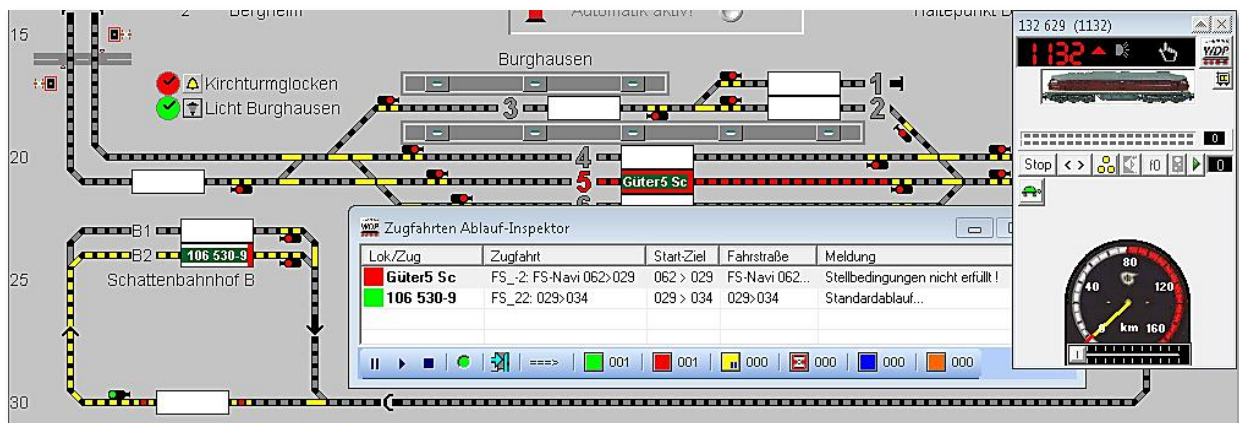 2 Bergheim
Automatik aktiv!
Haltepunkt D
15
Kirchturmglocken
Licht Burghausen
Burghausen
1
3
2
20
4
5 Güter5 Sc
6
B1
B2 106 530-9
Schattenbahnhof B
25
30
Zugfahrten Ablauf-Inspektor
Lok/Zug Zugfahrt Start-Ziel Fahrstraße Meldung
Güter5 Sc FS_-2: FS-Navi 062>029 062 > 029 FS-Navi 062... Stellbedingungen nicht erfüllt !
106 530-9 FS_22: 029>034 029 > 034 029>034 Standardablauf...
===> 001 001 000 000 000 000
132 629 (1132)
1132
WDP
0
Stop < > f0 0
40 80 120
0 km 160